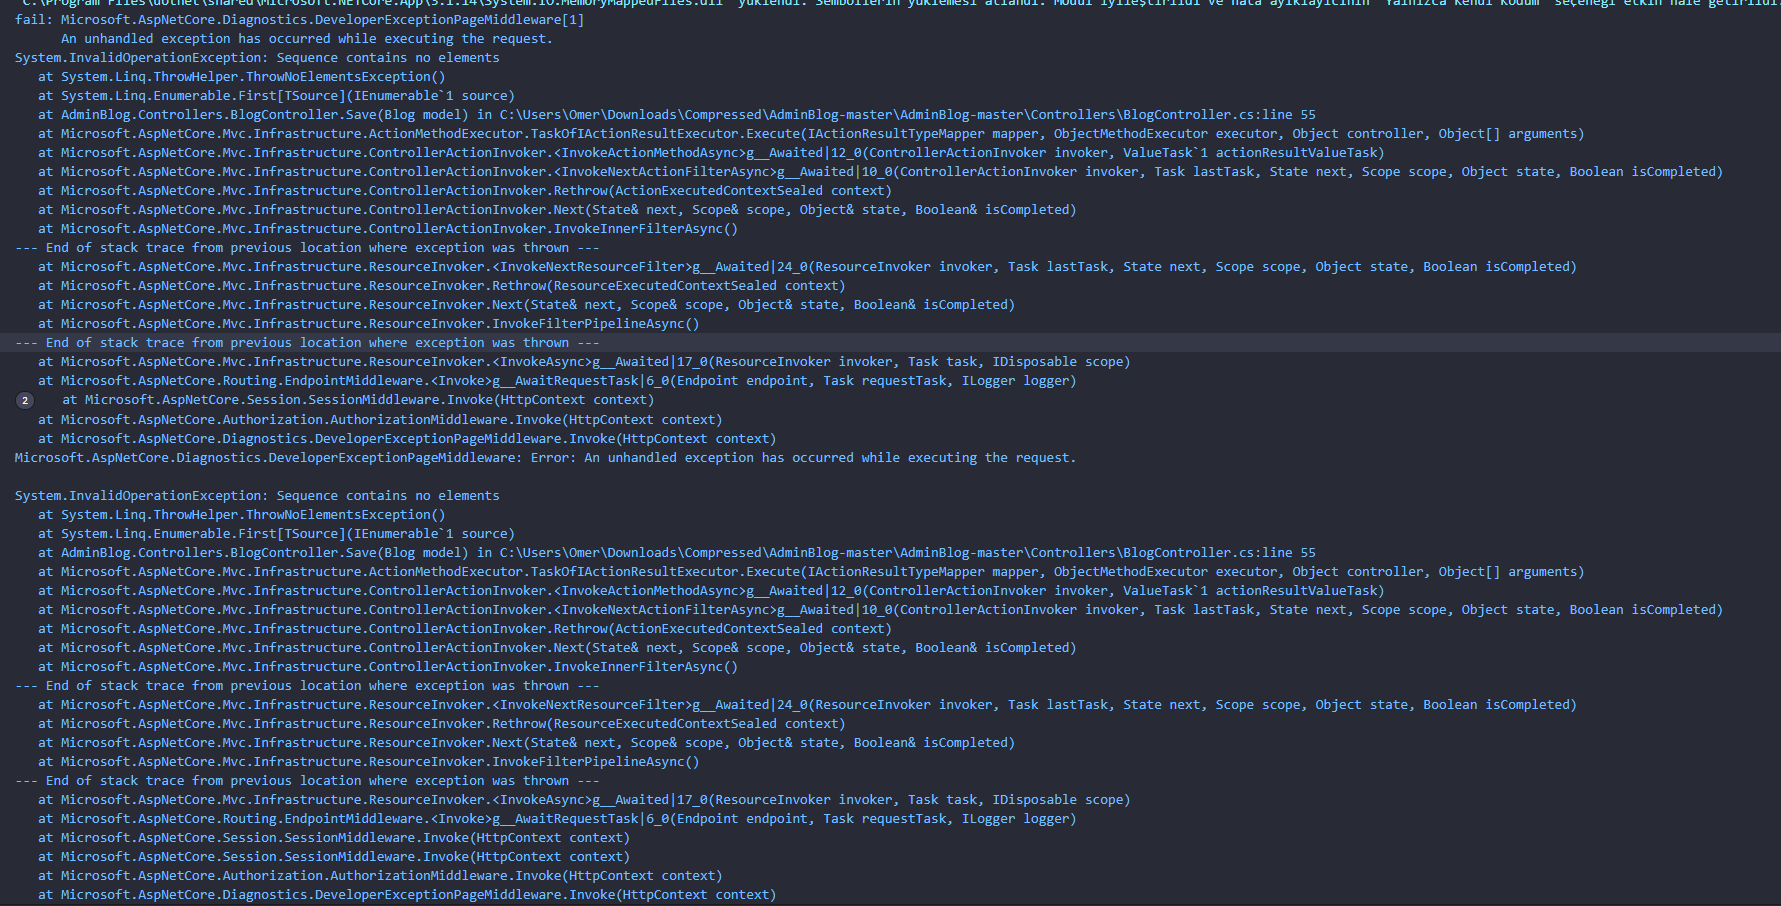 C:\Program Files\dotnet\shared\Microsoft.NETCore.App\3.1.14\System.IO.MemoryMappedFiles.dll' yüklendi. Sembollerin yüklemesi atlandı. Modül iyileştirildi ve hata ayıklayıcının 'Yalnızca Kendi Kodum' seçeneği etkin hale getirildi.
fail: Microsoft.AspNetCore.Diagnostics.DeveloperExceptionPageMiddleware[1]
      An unhandled exception has occurred while executing the request.
System.InvalidOperationException: Sequence contains no elements
   at System.Linq.ThrowHelper.ThrowNoElementsException()
   at System.Linq.Enumerable.First[TSource](IEnumerable`1 source)
   at AdminBlog.Controllers.BlogController.Save(Blog model) in C:\Users\Omer\Downloads\Compressed\AdminBlog-master\AdminBlog-master\Controllers\BlogController.cs:line 55
   at Microsoft.AspNetCore.Mvc.Infrastructure.ActionMethodExecutor.TaskOfIActionResultExecutor.Execute(IActionResultTypeMapper mapper, ObjectMethodExecutor executor, Object controller, Object[] arguments)
   at Microsoft.AspNetCore.Mvc.Infrastructure.ControllerActionInvoker.<InvokeActionMethodAsync>g__Awaited|12_0(ControllerActionInvoker invoker, ValueTask`1 actionResultValueTask)
   at Microsoft.AspNetCore.Mvc.Infrastructure.ControllerActionInvoker.<InvokeNextActionFilterAsync>g__Awaited|10_0(ControllerActionInvoker invoker, Task lastTask, State next, Scope scope, Object state, Boolean isCompleted)
   at Microsoft.AspNetCore.Mvc.Infrastructure.ControllerActionInvoker.Rethrow(ActionExecutedContextSealed context)
   at Microsoft.AspNetCore.Mvc.Infrastructure.ControllerActionInvoker.Next(State& next, Scope& scope, Object& state, Boolean& isCompleted)
   at Microsoft.AspNetCore.Mvc.Infrastructure.ControllerActionInvoker.InvokeInnerFilterAsync()
--- End of stack trace from previous location where exception was thrown ---
   at Microsoft.AspNetCore.Mvc.Infrastructure.ResourceInvoker.<InvokeNextResourceFilter>g__Awaited|24_0(ResourceInvoker invoker, Task lastTask, State next, Scope scope, Object state, Boolean isCompleted)
   at Microsoft.AspNetCore.Mvc.Infrastructure.ResourceInvoker.Rethrow(ResourceExecutedContextSealed context)
   at Microsoft.AspNetCore.Mvc.Infrastructure.ResourceInvoker.Next(State& next, Scope& scope, Object& state, Boolean& isCompleted)
   at Microsoft.AspNetCore.Mvc.Infrastructure.ResourceInvoker.InvokeFilterPipelineAsync()
--- End of stack trace from previous location where exception was thrown ---
   at Microsoft.AspNetCore.Mvc.Infrastructure.ResourceInvoker.<InvokeAsync>g__Awaited|17_0(ResourceInvoker invoker, Task task, IDisposable scope)
   at Microsoft.AspNetCore.Routing.EndpointMiddleware.<Invoke>g__AwaitRequestTask|6_0(Endpoint endpoint, Task requestTask, ILogger logger)
2    at Microsoft.AspNetCore.Session.SessionMiddleware.Invoke(HttpContext context)
   at Microsoft.AspNetCore.Authorization.AuthorizationMiddleware.Invoke(HttpContext context)
   at Microsoft.AspNetCore.Diagnostics.DeveloperExceptionPageMiddleware.Invoke(HttpContext context)
Microsoft.AspNetCore.Diagnostics.DeveloperExceptionPageMiddleware: Error: An unhandled exception has occurred while executing the request.
System.InvalidOperationException: Sequence contains no elements
   at System.Linq.ThrowHelper.ThrowNoElementsException()
   at System.Linq.Enumerable.First[TSource](IEnumerable`1 source)
   at AdminBlog.Controllers.BlogController.Save(Blog model) in C:\Users\Omer\Downloads\Compressed\AdminBlog-master\AdminBlog-master\Controllers\BlogController.cs:line 55
   at Microsoft.AspNetCore.Mvc.Infrastructure.ActionMethodExecutor.TaskOfIActionResultExecutor.Execute(IActionResultTypeMapper mapper, ObjectMethodExecutor executor, Object controller, Object[] arguments)
   at Microsoft.AspNetCore.Mvc.Infrastructure.ControllerActionInvoker.<InvokeActionMethodAsync>g__Awaited|12_0(ControllerActionInvoker invoker, ValueTask`1 actionResultValueTask)
   at Microsoft.AspNetCore.Mvc.Infrastructure.ControllerActionInvoker.<InvokeNextActionFilterAsync>g__Awaited|10_0(ControllerActionInvoker invoker, Task lastTask, State next, Scope scope, Object state, Boolean isCompleted)
   at Microsoft.AspNetCore.Mvc.Infrastructure.ControllerActionInvoker.Rethrow(ActionExecutedContextSealed context)
   at Microsoft.AspNetCore.Mvc.Infrastructure.ControllerActionInvoker.Next(State& next, Scope& scope, Object& state, Boolean& isCompleted)
   at Microsoft.AspNetCore.Mvc.Infrastructure.ControllerActionInvoker.InvokeInnerFilterAsync()
--- End of stack trace from previous location where exception was thrown ---
   at Microsoft.AspNetCore.Mvc.Infrastructure.ResourceInvoker.<InvokeNextResourceFilter>g__Awaited|24_0(ResourceInvoker invoker, Task lastTask, State next, Scope scope, Object state, Boolean isCompleted)
   at Microsoft.AspNetCore.Mvc.Infrastructure.ResourceInvoker.Rethrow(ResourceExecutedContextSealed context)
   at Microsoft.AspNetCore.Mvc.Infrastructure.ResourceInvoker.Next(State& next, Scope& scope, Object& state, Boolean& isCompleted)
   at Microsoft.AspNetCore.Mvc.Infrastructure.ResourceInvoker.InvokeFilterPipelineAsync()
--- End of stack trace from previous location where exception was thrown ---
   at Microsoft.AspNetCore.Mvc.Infrastructure.ResourceInvoker.<InvokeAsync>g__Awaited|17_0(ResourceInvoker invoker, Task task, IDisposable scope)
   at Microsoft.AspNetCore.Routing.EndpointMiddleware.<Invoke>g__AwaitRequestTask|6_0(Endpoint endpoint, Task requestTask, ILogger logger)
   at Microsoft.AspNetCore.Session.SessionMiddleware.Invoke(HttpContext context)
   at Microsoft.AspNetCore.Session.SessionMiddleware.Invoke(HttpContext context)
   at Microsoft.AspNetCore.Authorization.AuthorizationMiddleware.Invoke(HttpContext context)
   at Microsoft.AspNetCore.Diagnostics.DeveloperExceptionPageMiddleware.Invoke(HttpContext context)